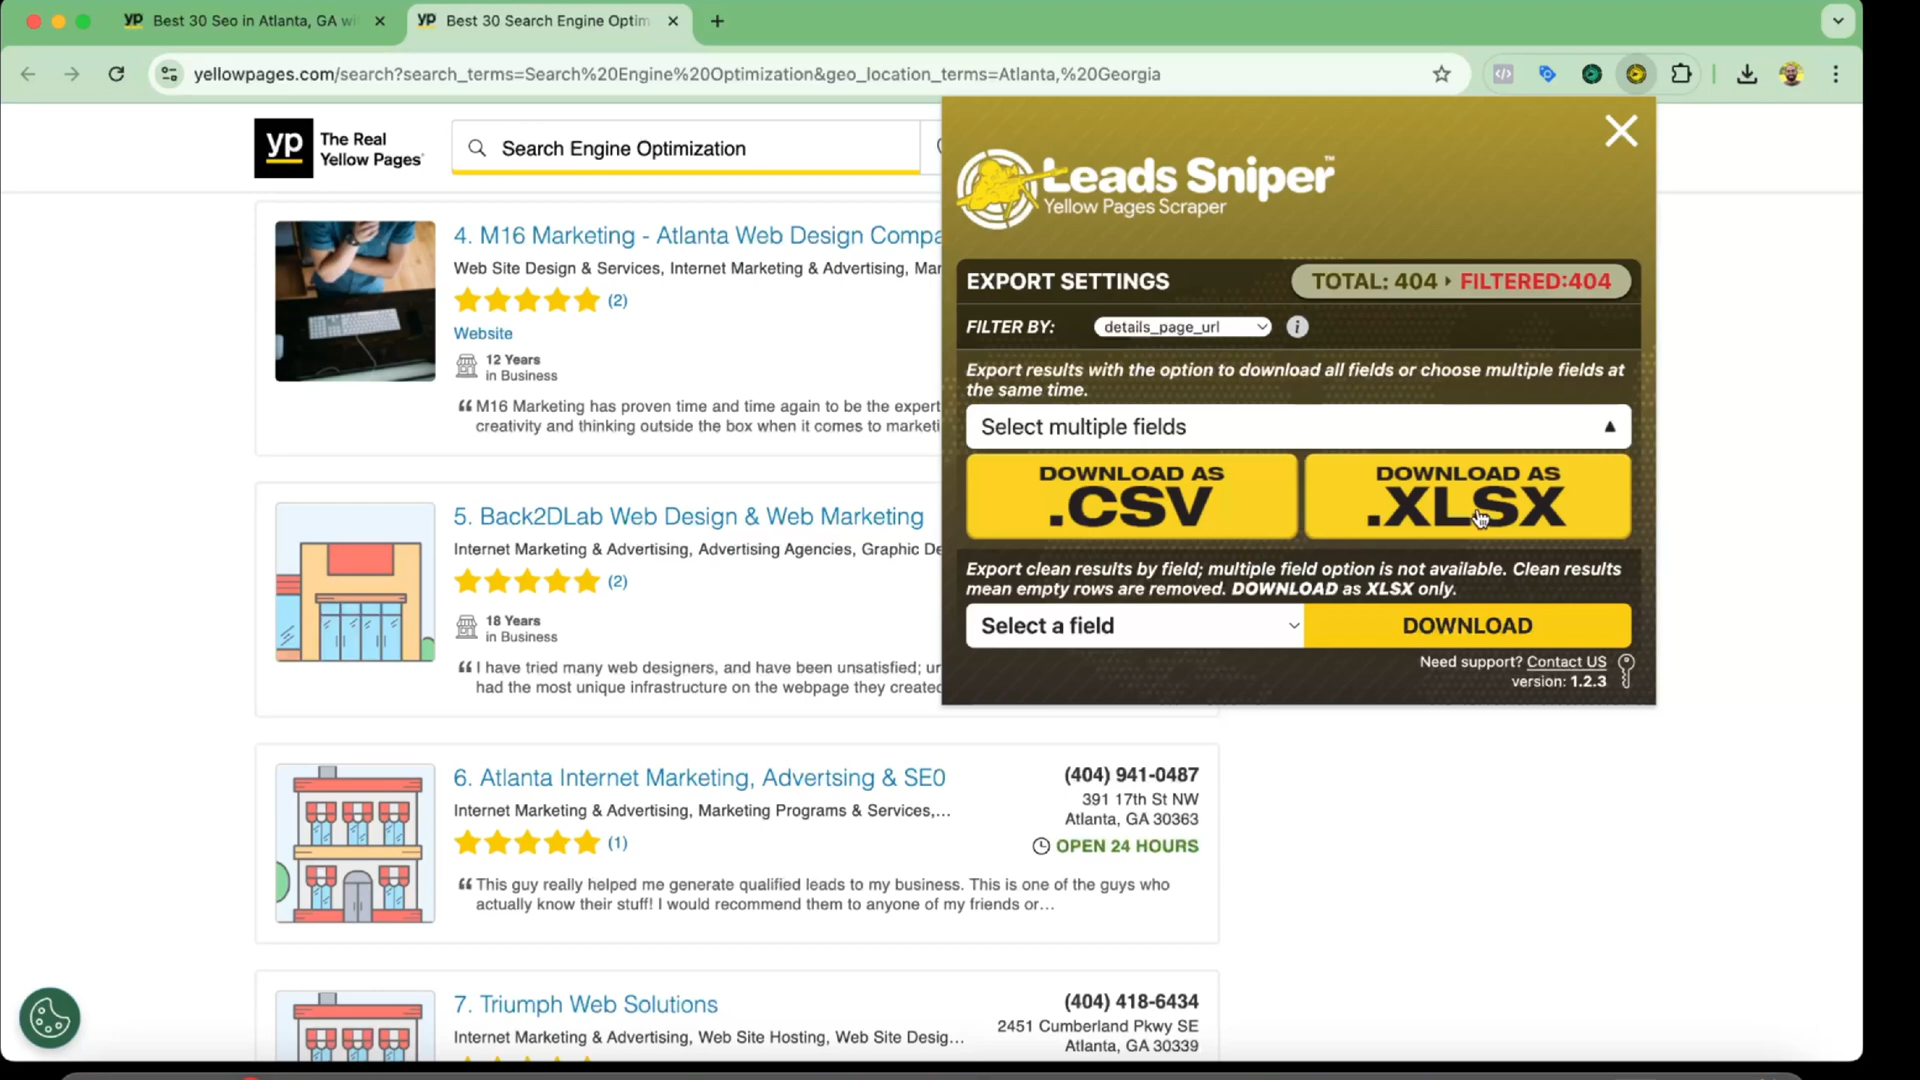 yp Best 30 Seo in Atlanta, GA wi
yp Best 30 Search Engine Optim
yellowpages.com/search?search_terms=Search%20Engine%20Optimization&geo_location_terms=Atlanta,%20Georgia
yp The Real
Yellow Pages
Search Engine Optimization
Leads Sniper™
Yellow Pages Scraper
EXPORT SETTINGS
TOTAL: 404 FILTERED:404
FILTER BY: details_page_url i
Export results with the option to download all fields or choose multiple fields at
the same time.
Select multiple fields
DOWNLOAD AS
.CSV
DOWNLOAD AS
.XLSX
Export clean results by field; multiple field option is not available. Clean results
mean empty rows are removed. DOWNLOAD as XLSX only.
Select a field
DOWNLOAD
Need support? Contact US
version: 1.2.3
4. M16 Marketing - Atlanta Web Design Compa
Web Site Design & Services, Internet Marketing & Advertising, Mar
(2)
Website
12 Years
in Business
M16 Marketing has proven time and time again to be the expert
creativity and thinking outside the box when it comes to marketi
5. Back2DLab Web Design & Web Marketing
Internet Marketing & Advertising, Advertising Agencies, Graphic De
(2)
18 Years
in Business
I have tried many web designers, and have been unsatisfied; ur
had the most unique infrastructure on the webpage they created
6. Atlanta Internet Marketing, Advertsing & SE0
Internet Marketing & Advertising, Marketing Programs & Services,...
(1)
(404) 941-0487
391 17th St NW
Atlanta, GA 30363
OPEN 24 HOURS
This guy really helped me generate qualified leads to my business. This is one of the guys who
actually know their stuff! I would recommend them to anyone of my friends or...
7. Triumph Web Solutions
Internet Marketing & Advertising, Web Site Hosting, Web Site Desig...
(404) 418-6434
2451 Cumberland Pkwy SE
Atlanta, GA 30339